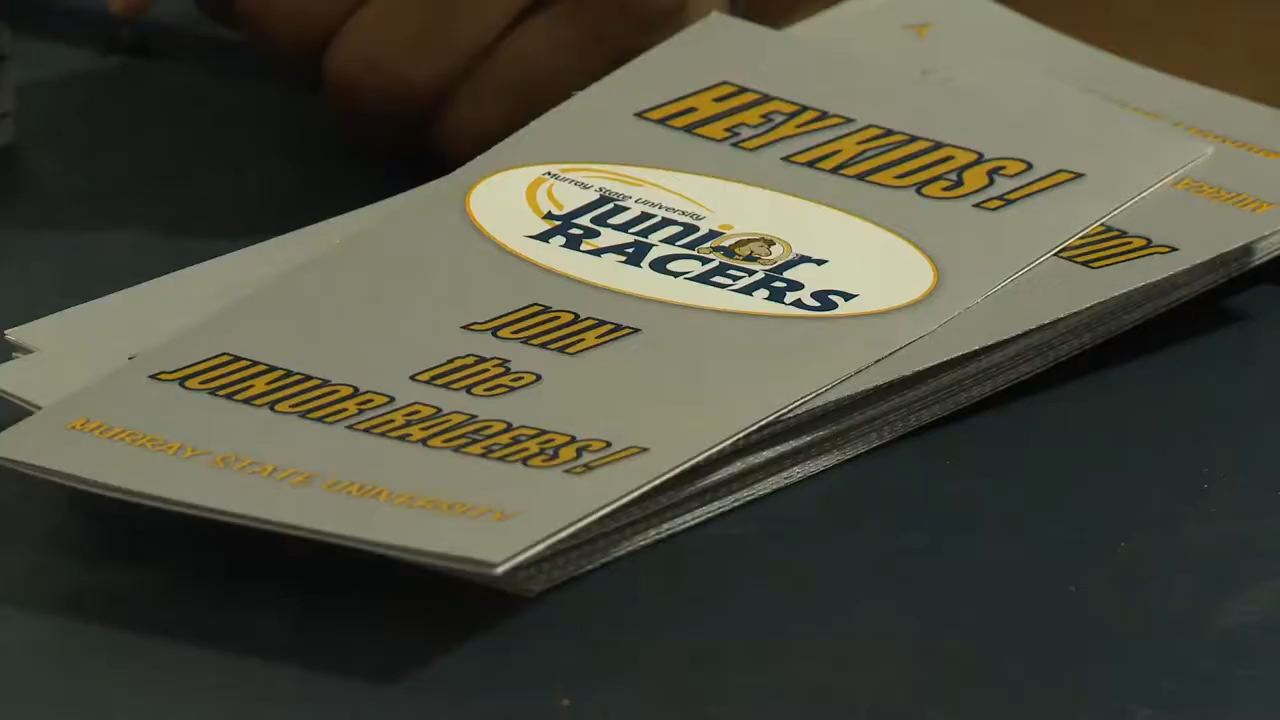 HEY KIDS!
Murray State University
Junior
RACERS
JOIN
the
JUNIOR RACERS!
MURRAY STATE UNIVERSITY